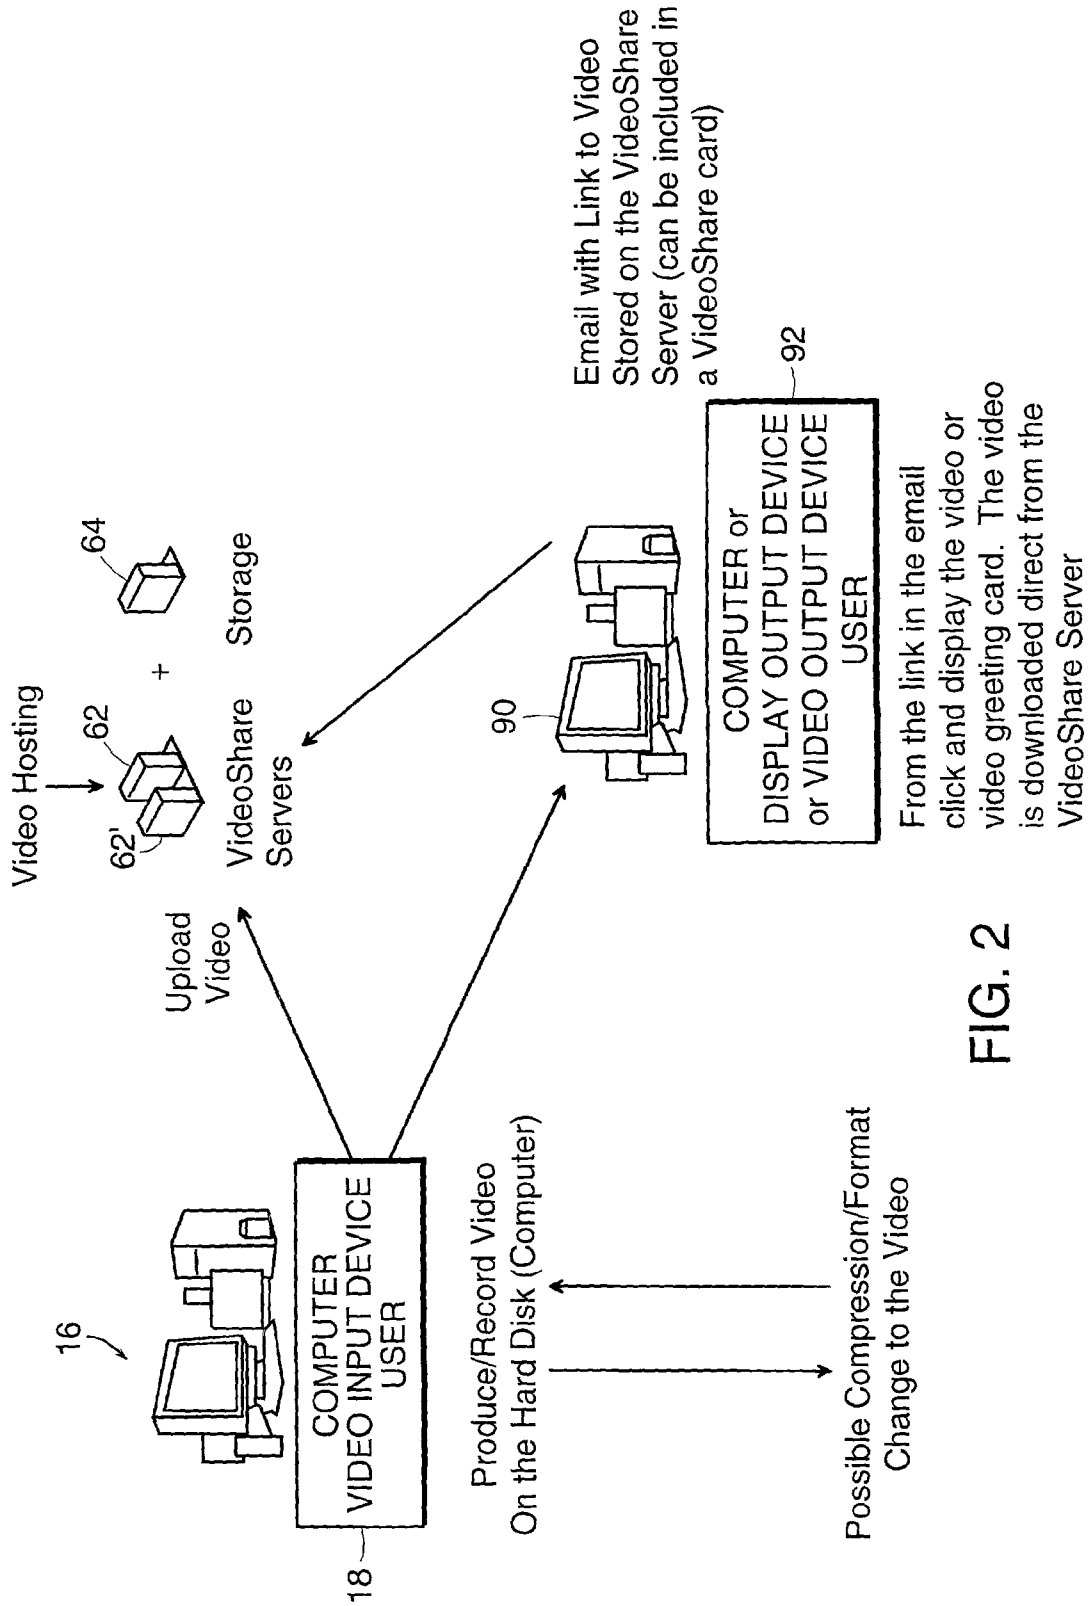 Video Hosting
62'
62
64
+
VideoShare
Servers
Storage
Upload
Video
16
COMPUTER
VIDEO INPUT DEVICE
USER
18
Produce/Record Video
On the Hard Disk (Computer)
Possible Compression/Format
Change to the Video
90
Email with Link to Video
Stored on the VideoShare
Server (can be included in
a VideoShare card)
COMPUTER or
DISPLAY OUTPUT DEVICE
or VIDEO OUTPUT DEVICE
USER
92
From the link in the email
click and display the video or
video greeting card. The video
is downloaded direct from the
VideoShare Server
FIG. 2